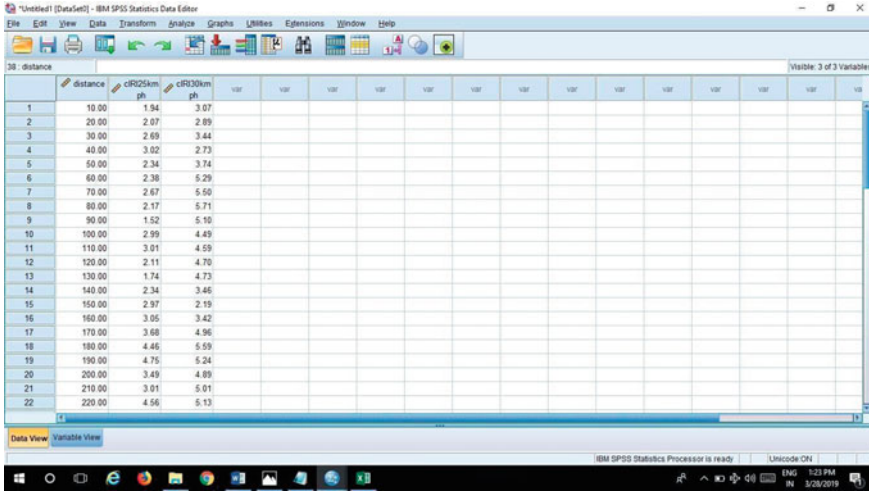 *Untitled1 [DataSet0] - IBM SPSS Statistics Data Editor
File Edit View Data Transform Analyze Graphs Utilities Extensions Window Help
38 : distance Visible: 3 of 3 Variables
distance cIRI25km ph cIRI30km ph var var var var var var var var var var var
1 10.00 1.94 3.07
2 20.00 2.07 2.89
3 30.00 2.69 3.44
4 40.00 3.02 2.73
5 50.00 2.34 3.74
6 60.00 2.38 5.29
7 70.00 2.67 5.50
8 80.00 2.17 5.71
9 90.00 1.52 5.10
10 100.00 2.99 4.49
11 110.00 3.01 4.59
12 120.00 2.11 4.70
13 130.00 1.74 4.73
14 140.00 2.34 3.46
15 150.00 2.97 2.19
16 160.00 3.05 3.42
17 170.00 3.68 4.96
18 180.00 4.46 5.59
19 190.00 4.75 5.24
20 200.00 3.49 4.89
21 210.00 3.01 5.01
22 220.00 4.56 5.13
Data View Variable View
IBM SPSS Statistics Processor is ready Unicode:ON
ENG 1:23 PM
IN 3/28/2019